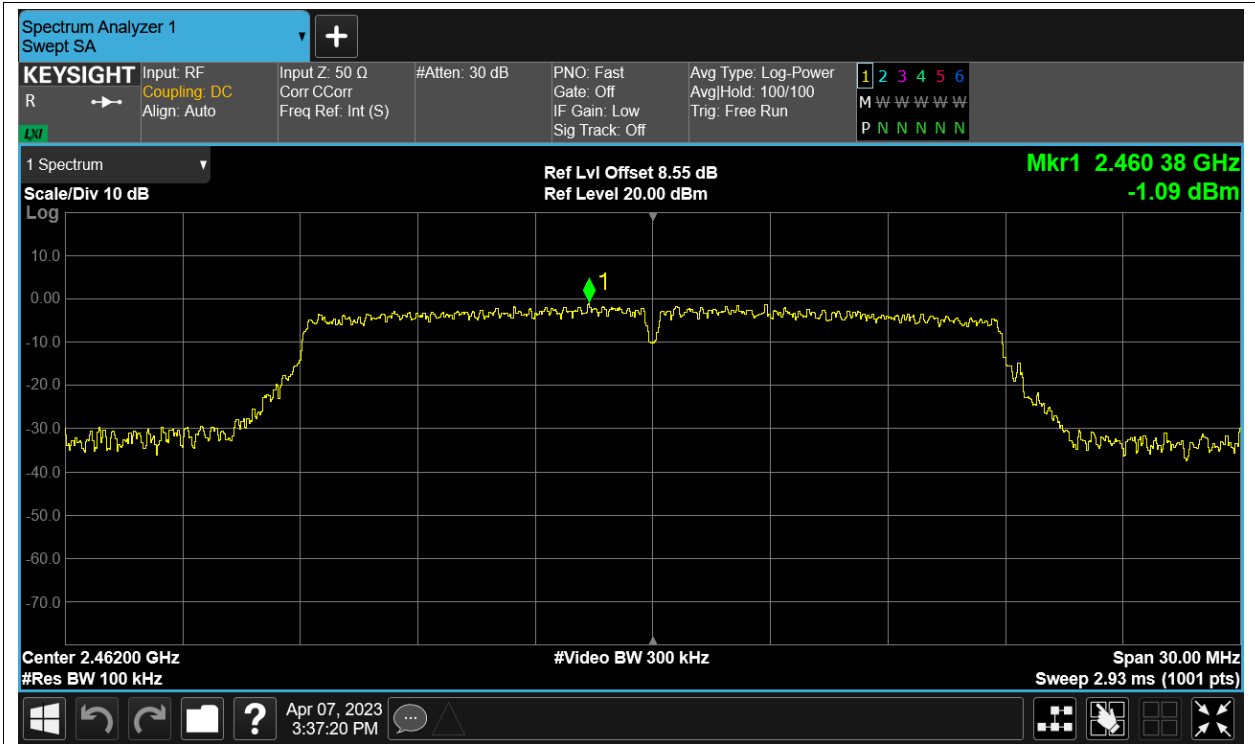 Spectrum Analyzer 1
Swept SA
KEYSIGHT
R
LXI
Input: RF
Coupling: DC
Align: Auto
Input Z: 50 Ω
Corr CCorr
Freq Ref: Int (S)
#Atten: 30 dB
PNO: Fast
Gate: Off
IF Gain: Low
Sig Track: Off
Avg Type: Log-Power
Avg|Hold: 100/100
Trig: Free Run
1 2 3 4 5 6
M W W W W W
P N N N N N
1 Spectrum
Scale/Div 10 dB
Log
Ref Lvl Offset 8.55 dB
Ref Level 20.00 dBm
Mkr1 2.460 38 GHz
-1.09 dBm
10.0
0.00
-10.0
-20.0
-30.0
-40.0
-50.0
-60.0
-70.0
1
Center 2.46200 GHz
#Res BW 100 kHz
#Video BW 300 kHz
Span 30.00 MHz
Sweep 2.93 ms (1001 pts)
?
Apr 07, 2023
3:37:20 PM